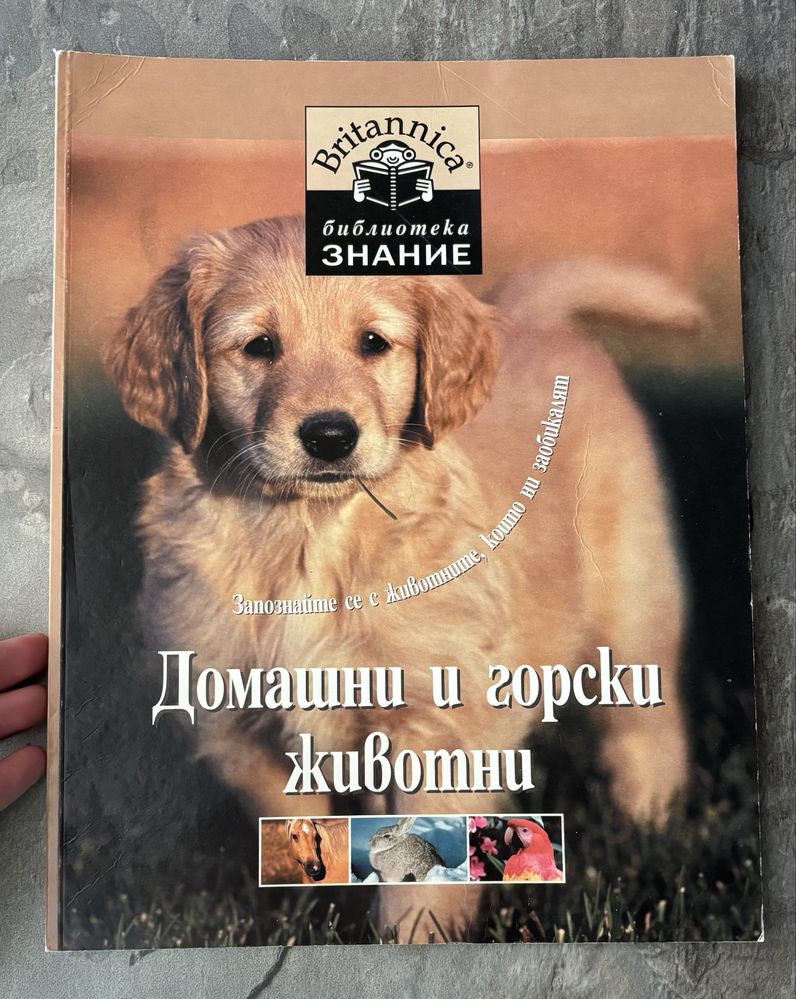 Britannica®
библиотека
ЗНАНИЕ
Запознайте се с животните, които ни заобикалят
Домашни и горски
животни